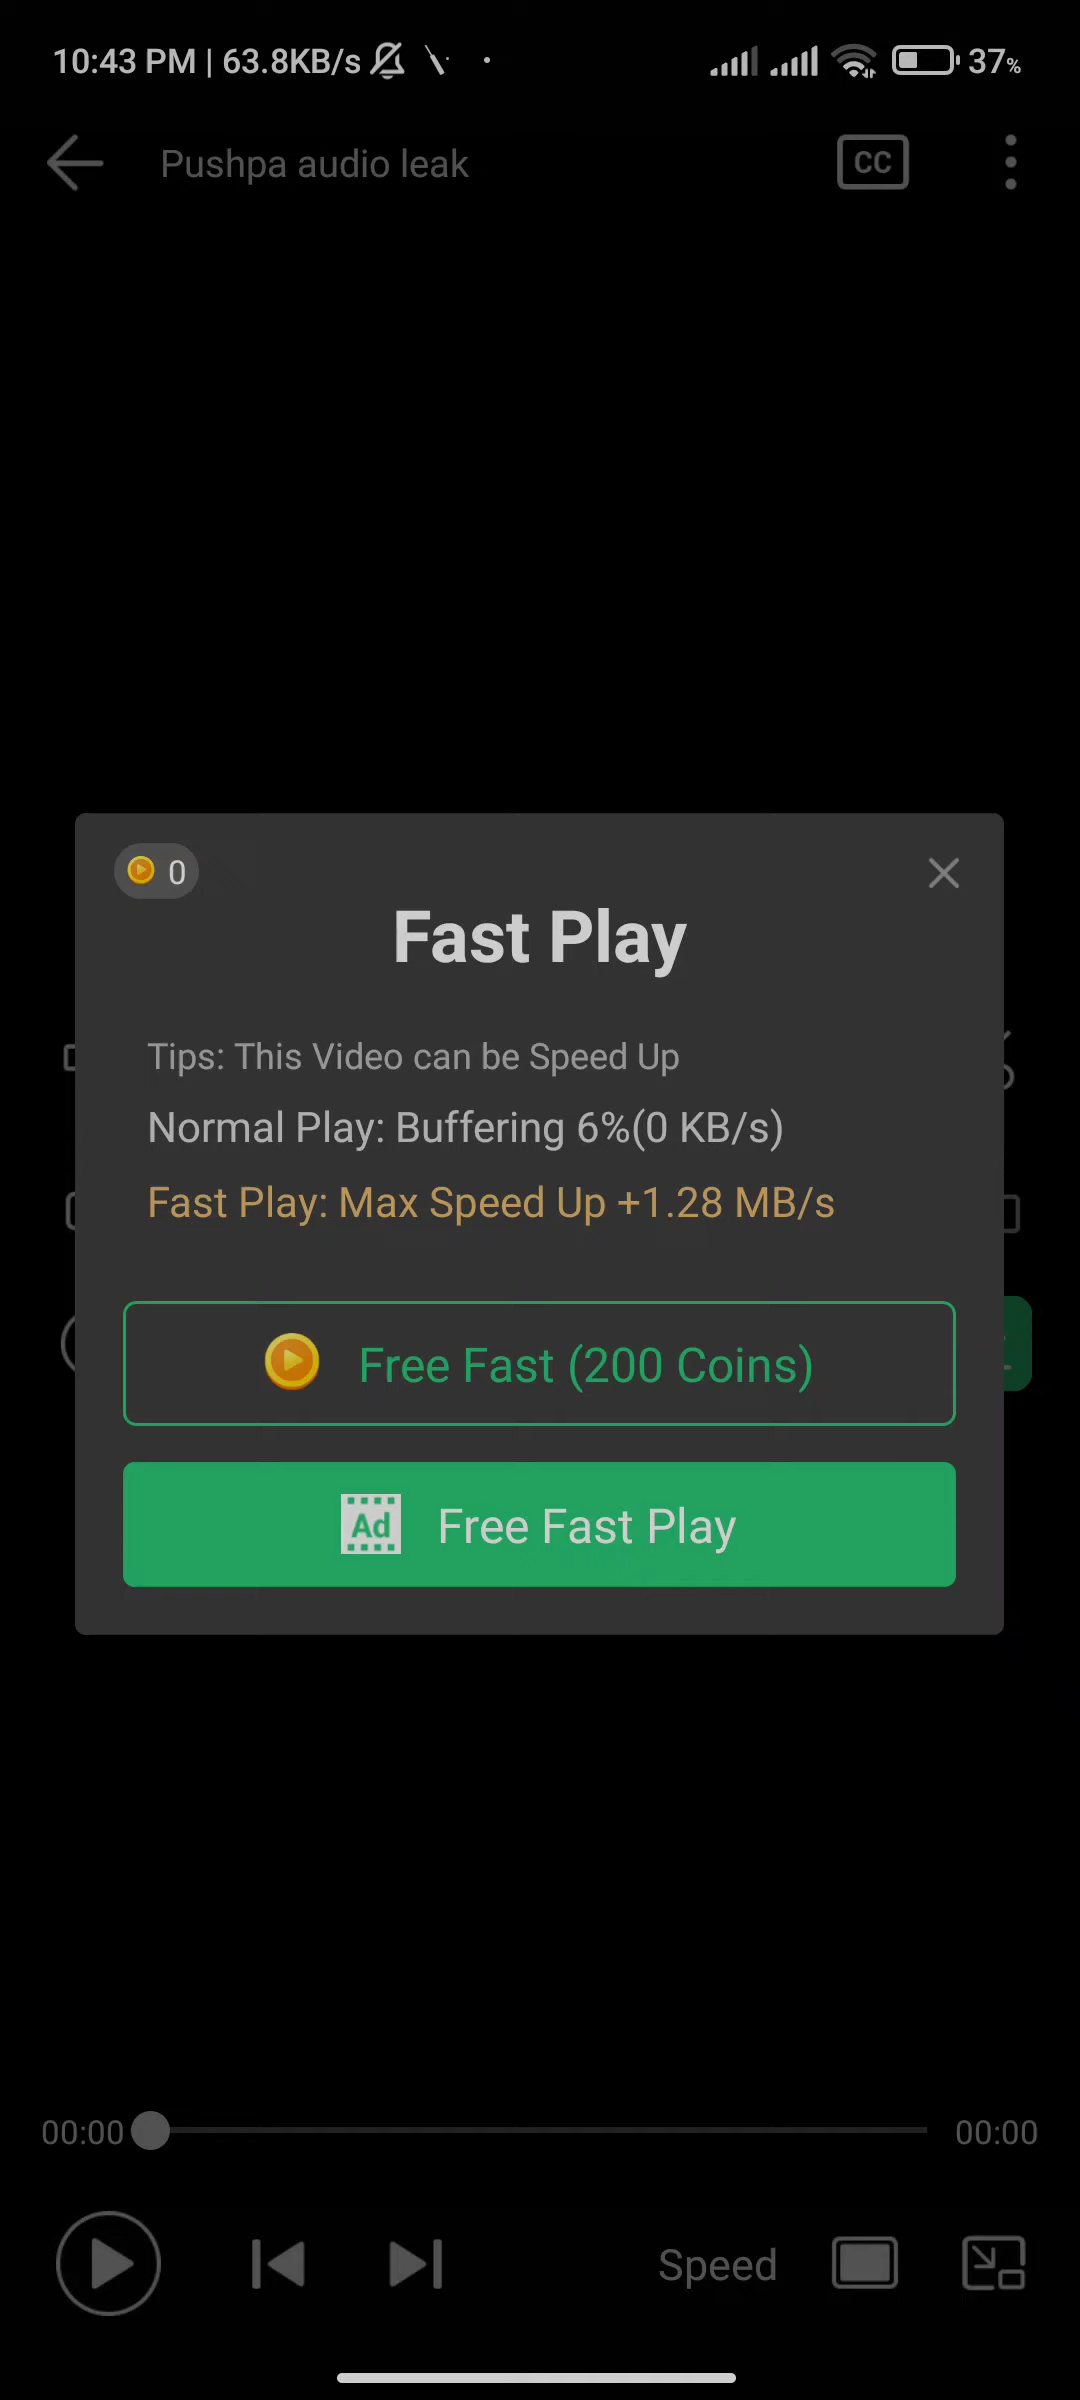 10:43 PM | 63.8KB/s
37%
Pushpa audio leak
CC
0
Fast Play
Tips: This Video can be Speed Up
Normal Play: Buffering 6%(0 KB/s)
Fast Play: Max Speed Up +1.28 MB/s
Free Fast (200 Coins)
Ad Free Fast Play
00:00
00:00
Speed